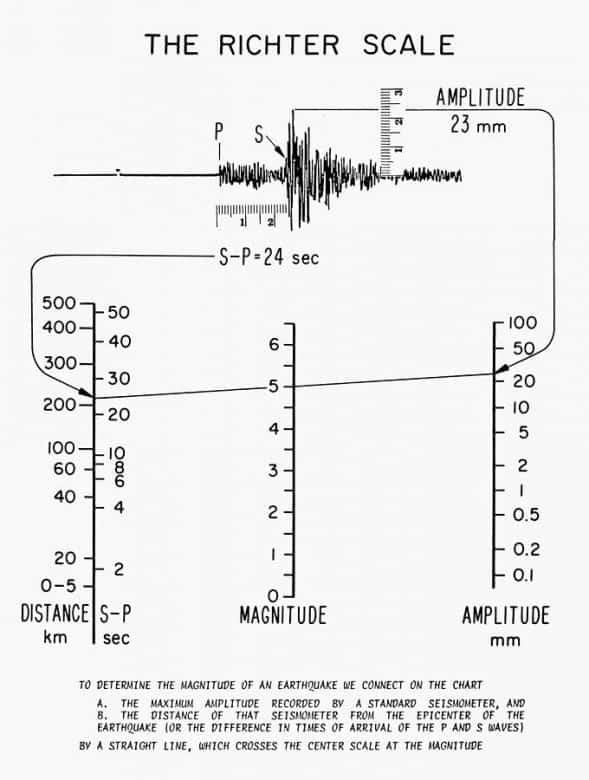 THE RICHTER SCALE
3
AMPLITUDE
P
S
2
23 mm
1
1 2
S-P = 24 sec
500
50
400
40
300
30
200
20
100
10
60
8
6
40
4
20
2
0-5
DISTANCE
S-P
km
sec
6
5
4
3
2
1
0
MAGNITUDE
100
50
20
10
5
2
1
0.5
0.2
0.1
AMPLITUDE
mm
TO DETERMINE THE MAGNITUDE OF AN EARTHQUAKE WE CONNECT ON THE CHART
A. THE MAXIMUM AMPLITUDE RECORDED BY A STANDARD SEISMOMETER, AND
B. THE DISTANCE OF THAT SEISMOMETER FROM THE EPICENTER OF THE
EARTHQUAKE (OR THE DIFFERENCE IN TIMES OF ARRIVAL OF THE P AND S WAVES)
BY A STRAIGHT LINE, WHICH CROSSES THE CENTER SCALE AT THE MAGNITUDE